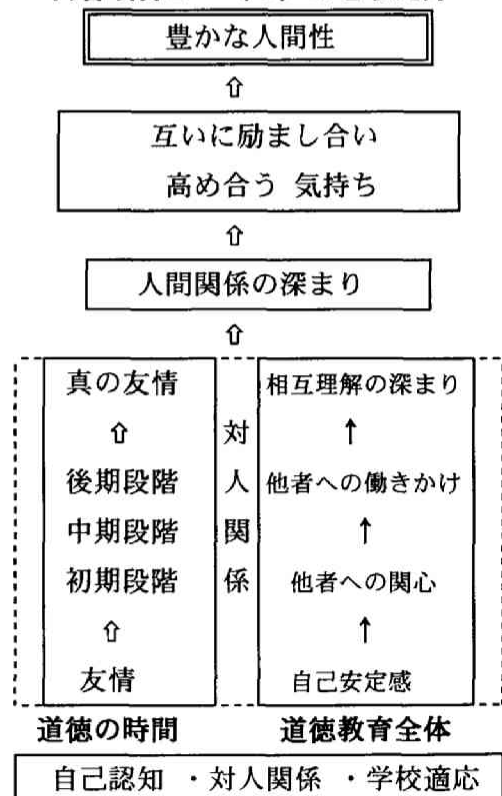 豊かな人間性
⇧
互いに励まし合い
高め合う 気持ち
⇧
人間関係の深まり
⇧
真の友情
⇧
後期段階
中期段階
初期段階
⇧
友情
対人関係
相互理解の深まり
↑
他者への働きかけ
↑
他者への関心
↑
自己安定感
道徳の時間
道徳教育全体
自己認知 ・対人関係 ・学校適応